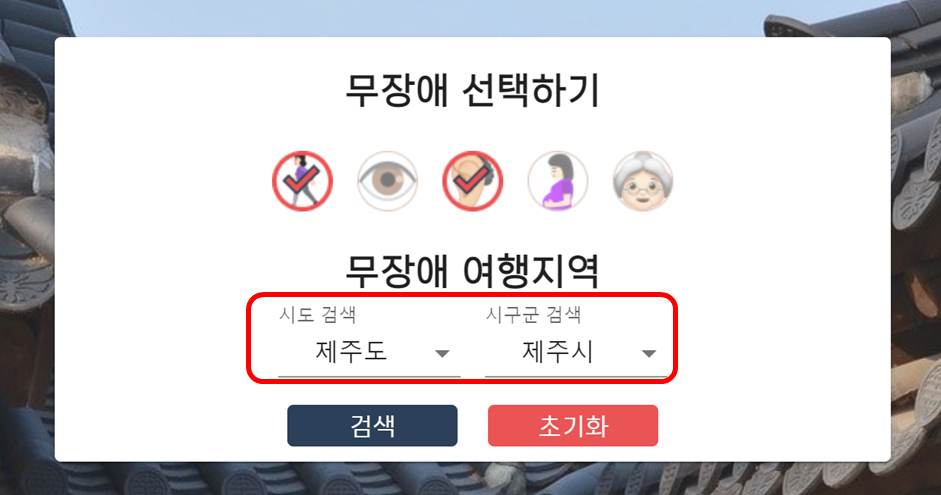 무장애 선택하기
무장애 여행지역
시도 검색 시구군 검색
제주도 제주시
검색 초기화